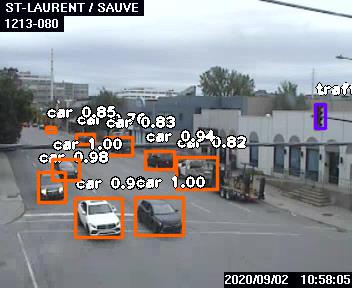 ST-LAURENT / SAUVE
1213-080
traff
car 0.85
car 0.83
car 0.94
car 0.82
car 1.00
0.98
car 0.9
car 1.00
2020/09/02 10:58:05